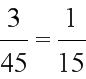 3/45 = 1/15